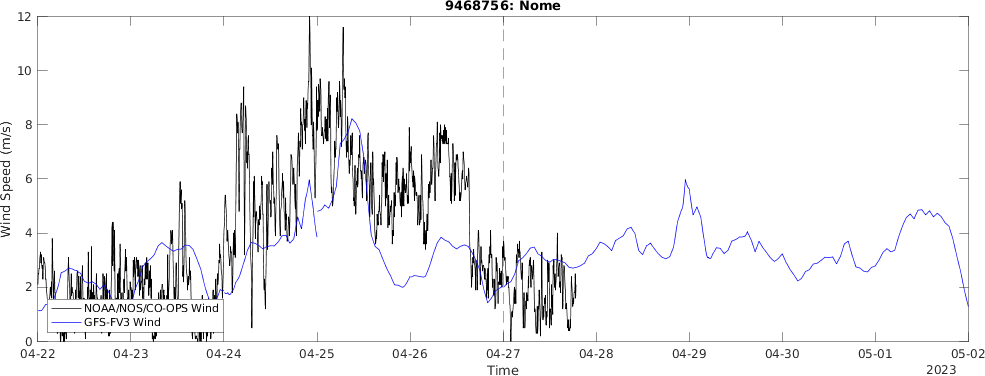 9468756: Nome
Wind Speed (m/s)
12
10
8
6
4
2
0
NOAA/NOS/CO-OPS Wind
GFS-FV3 Wind
04-22 04-23 04-24 04-25 04-26 04-27 04-28 04-29 04-30 05-01 05-02
Time
2023